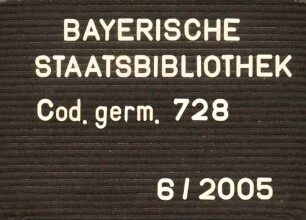 BAYERISCHE
STAATSBIBLIOTHEK
Cod. germ. 728
6/2005